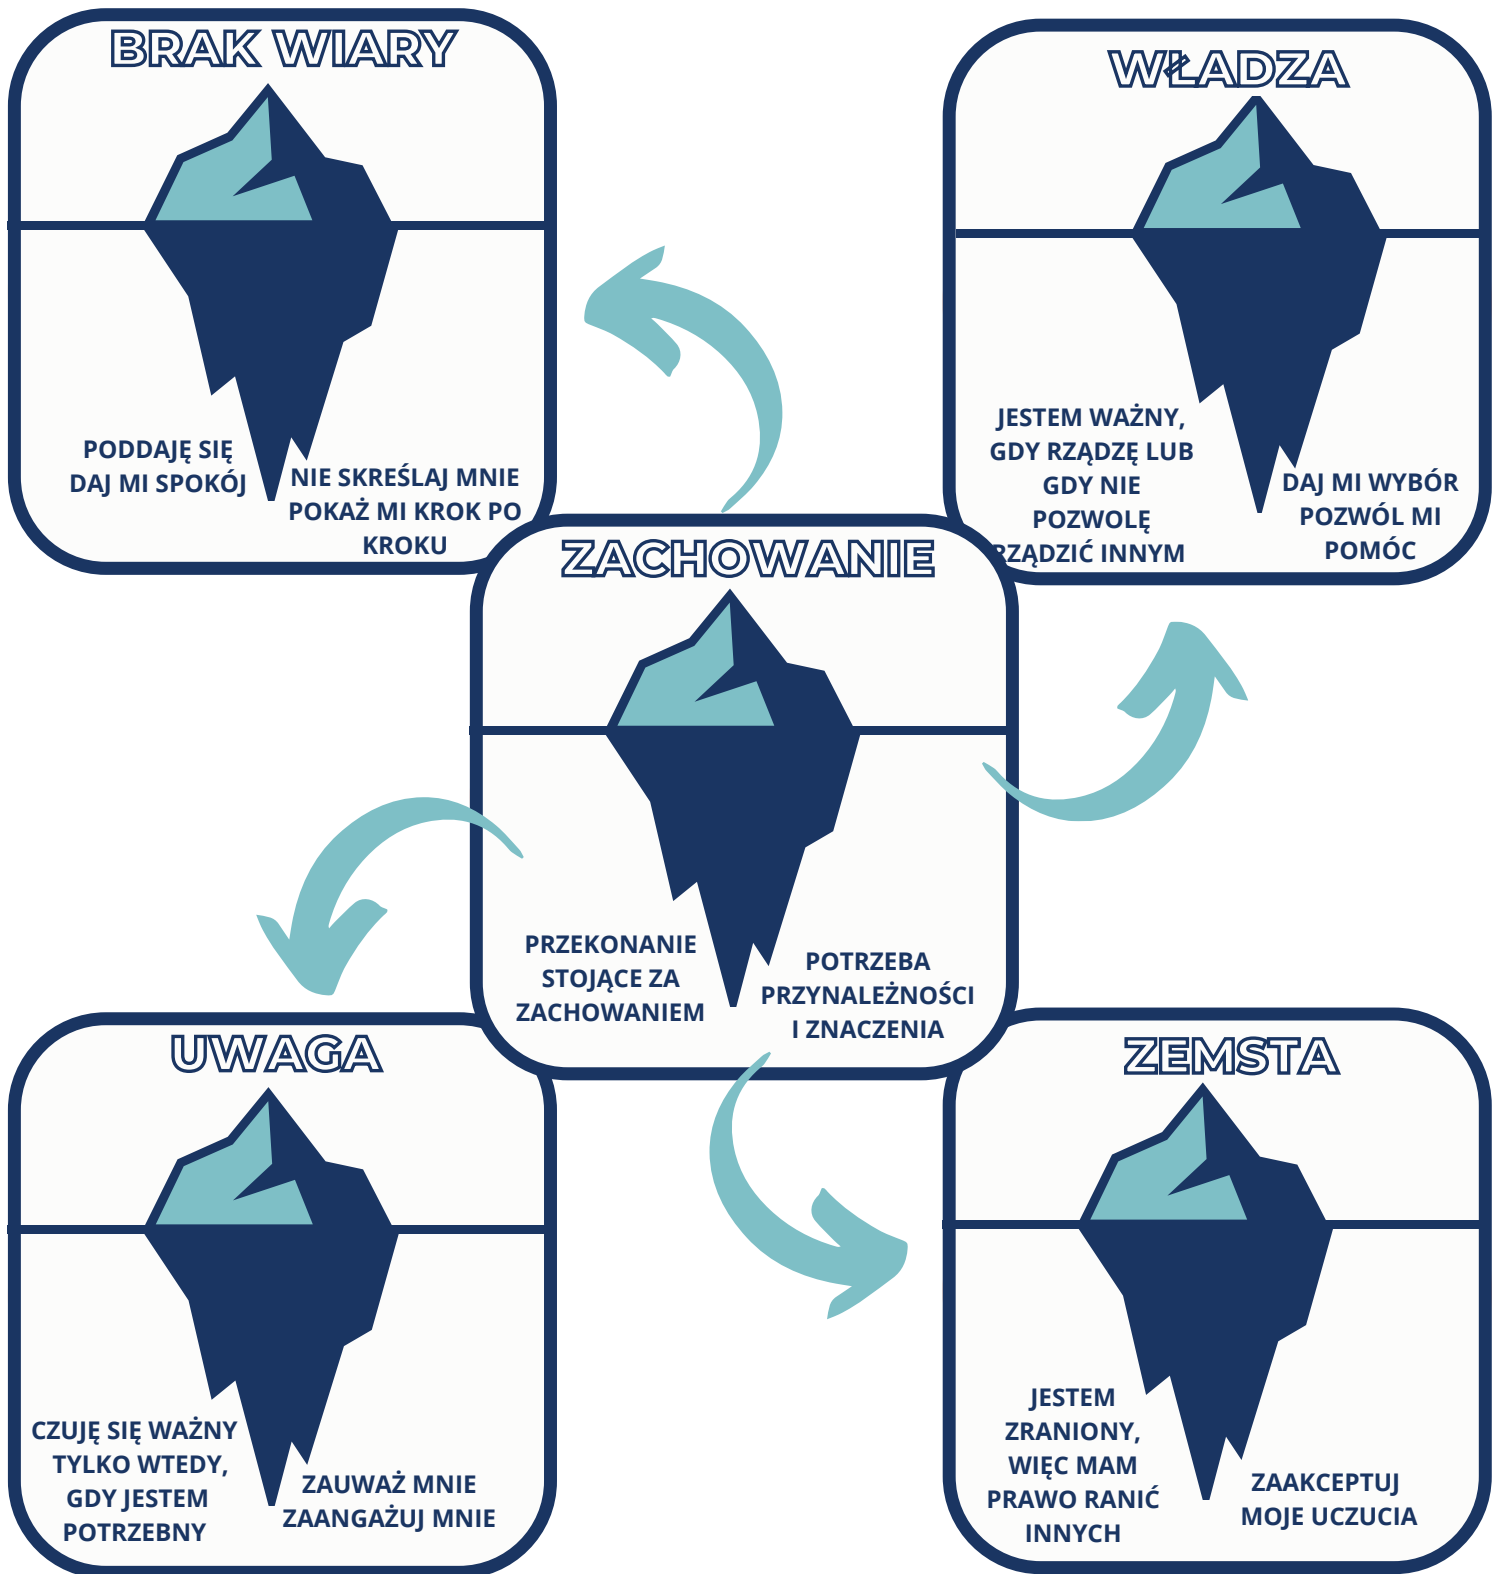 BRAK WIARY
PODDAJĘ SIĘ
DAJ MI SPOKÓJ
NIE SKREŚLAJ MNIE
POKAŻ MI KROK PO
KROKU
WŁADZA
JESTEM WAŻNY,
GDY RZĄDZĘ LUB
GDY NIE
POZWOLĘ
RZĄDZIĆ INNYM
DAJ MI WYBÓR
POZWÓL MI
POMÓC
ZACHOWANIE
PRZEKONANIE
STOJĄCE ZA
ZACHOWANIEM
POTRZEBA
PRZYNALEŻNOŚCI
I ZNACZENIA
UWAGA
CZUJĘ SIĘ WAŻNY
TYLKO WTEDY,
GDY JESTEM
POTRZEBNY
ZAUWAŻ MNIE
ZAANGAŻUJ MNIE
ZEMSTA
JESTEM
ZRANIONY,
WIĘC MAM
PRAWO RANIĆ
INNYCH
ZAAKCEPTUJ
MOJE UCZUCIA